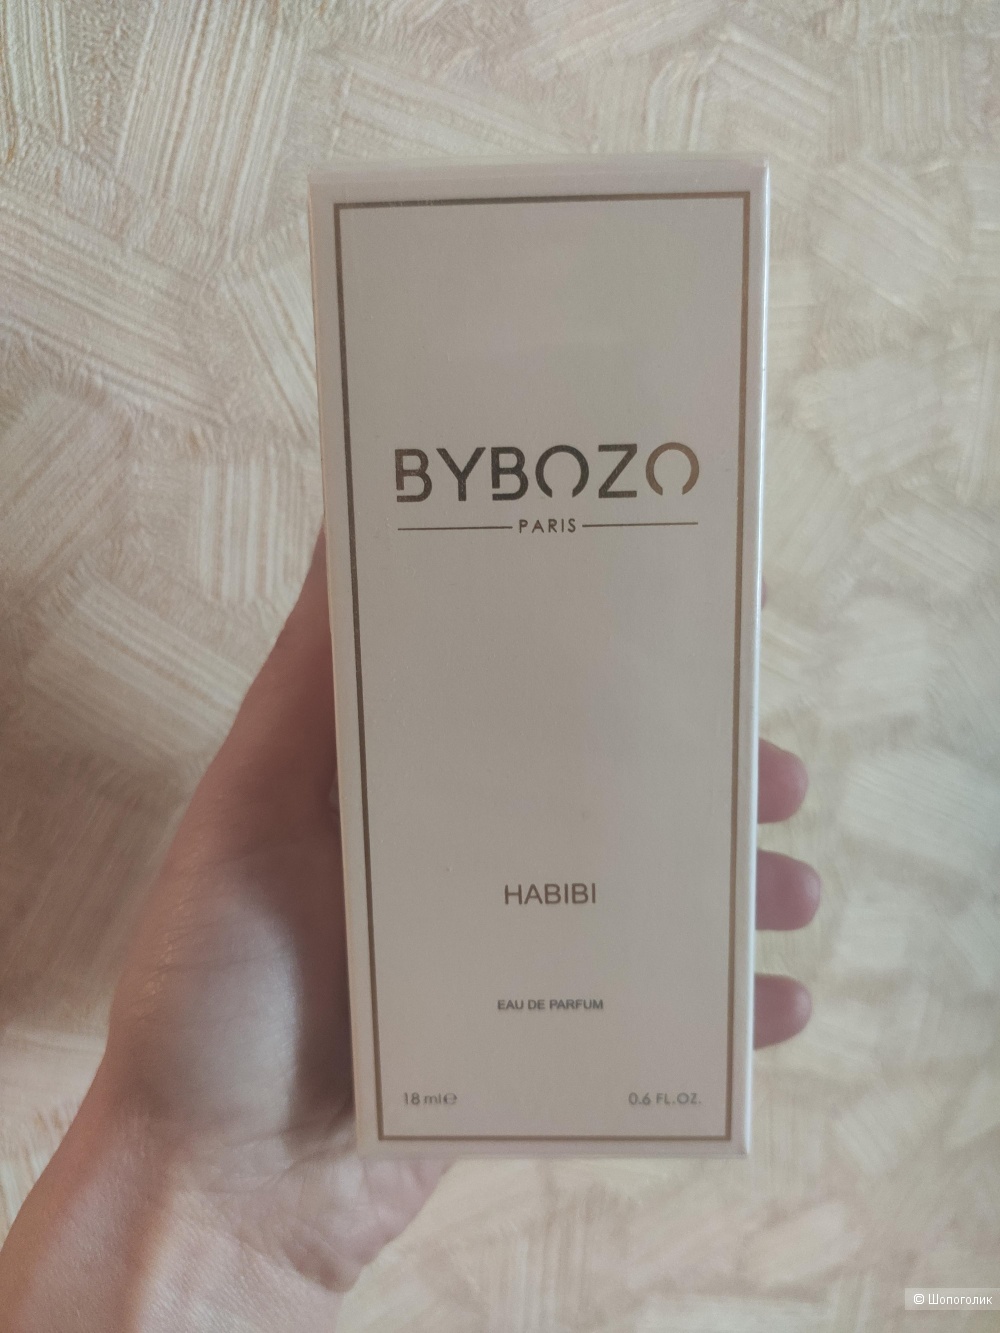 BYBOZO
PARIS
HABIBI
EAU DE PARFUM
18 ml℮ 0.6 FL.OZ.
© Шопоголик